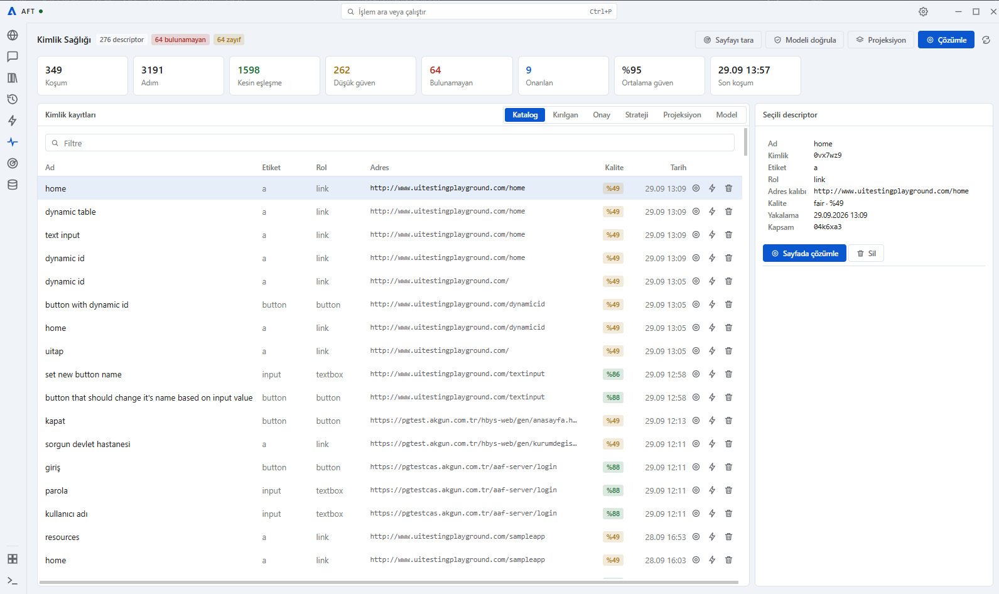 AFT
İşlem ara veya çalıştır Ctrl+P
Kimlik Sağlığı 276 descriptor 64 bulunamayan 64 zayıf
Sayfayı tara Modeli doğrula Projeksiyon Çözümle
349 3191 1598 262 64 9 %95 29.09 13:57
Koşum Adım Kesin eşleşme Düşük güven Bulunamayan Onarılan Ortalama güven Son koşum
Kimlik kayıtları Katalog Kırılgan Onay Strateji Projeksiyon Model
Filtre
Ad Etiket Rol Adres Kalite Tarih
home a link http://www.uitestingplayground.com/home %49 29.09 13:09
dynamic table a link http://www.uitestingplayground.com/home %49 29.09 13:09
text input a link http://www.uitestingplayground.com/home %49 29.09 13:09
dynamic id a link http://www.uitestingplayground.com/home %49 29.09 13:09
dynamic id a link http://www.uitestingplayground.com/ %49 29.09 13:05
button with dynamic id button button http://www.uitestingplayground.com/dynamicid %49 29.09 13:05
home a link http://www.uitestingplayground.com/dynamicid %49 29.09 13:05
uitap a link http://www.uitestingplayground.com/ %49 29.09 13:05
set new button name input textbox http://www.uitestingplayground.com/textinput %86 29.09 12:58
button that should change it's name based on input value button button http://www.uitestingplayground.com/textinput %88 29.09 12:58
kapat button button https://pgtest.akgun.com.tr/hbys-web/gen/anasayfa.h… %49 29.09 12:13
sorgun devlet hastanesi a link https://pgtest.akgun.com.tr/hbys-web/gen/kurumdegis… %49 29.09 12:11
giriş button button https://pgtestcas.akgun.com.tr/aaf-server/login %88 29.09 12:11
parola input textbox https://pgtestcas.akgun.com.tr/aaf-server/login %88 29.09 12:11
kullanıcı adı input textbox https://pgtestcas.akgun.com.tr/aaf-server/login %88 29.09 12:11
resources a link http://www.uitestingplayground.com/sampleapp %49 28.09 16:53
home a link http://www.uitestingplayground.com/sampleapp %49 28.09 16:03
Seçili descriptor
Ad home
Kimlik 0vx7wz9
Etiket a
Rol link
Adres kalıbı http://www.uitestingplayground.com/home
Kalite fair · %49
Yakalama 29.09.2026 13:09
Kapsam 04k6xa3
Sayfada çözümle Sil